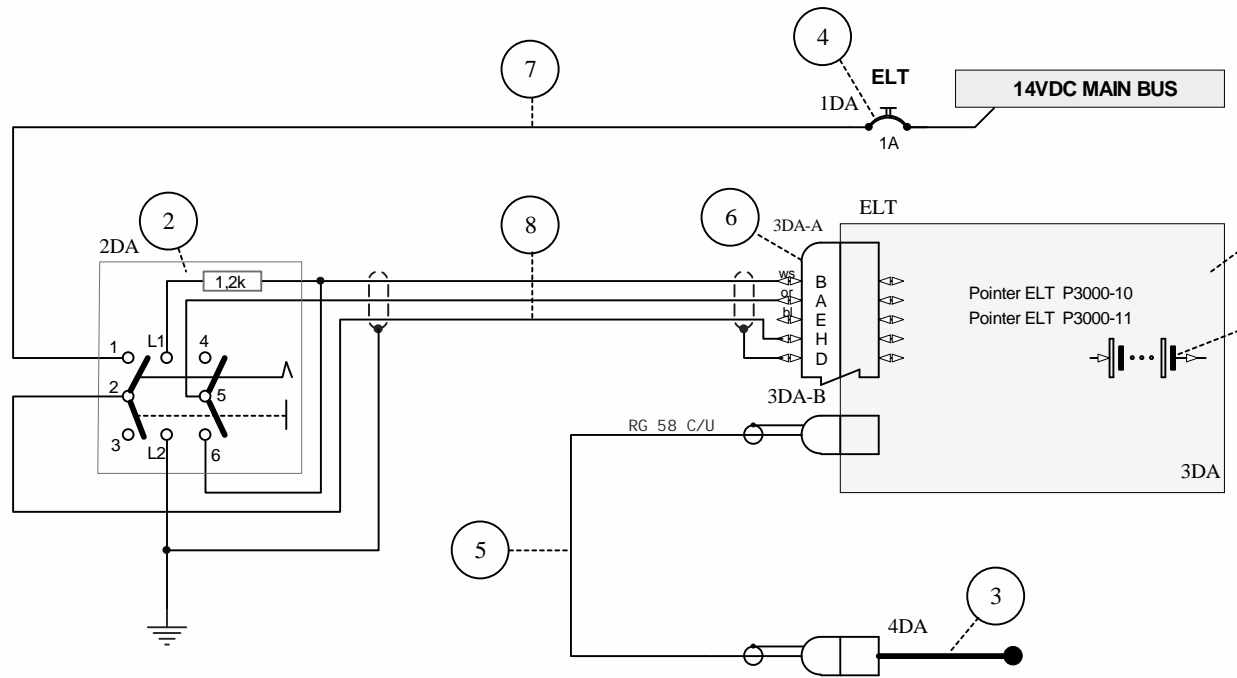 4
7
ELT
14VDC MAIN BUS
1DA
1A
2
8
6
ELT
2DA
3DA-A
1,2k
ws
B
or
A
bl
E
H
D
Pointer ELT P3000-10
Pointer ELT P3000-11
1
L1
4
2
5
3
L2
6
3DA-B
RG 58 C/U
3DA
5
3
4DA